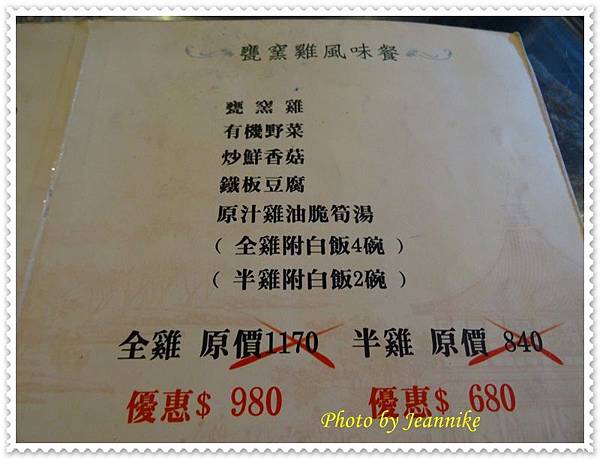 甕窯雞風味餐
甕窯雞
有機野菜
炒鮮香菇
鐵板豆腐
原汁雞油脆筍湯
( 全雞附白飯4碗 )
( 半雞附白飯2碗 )
全雞 原價1170 半雞 原價 840
優惠$ 980 優惠$ 680
Photo by Jeannike